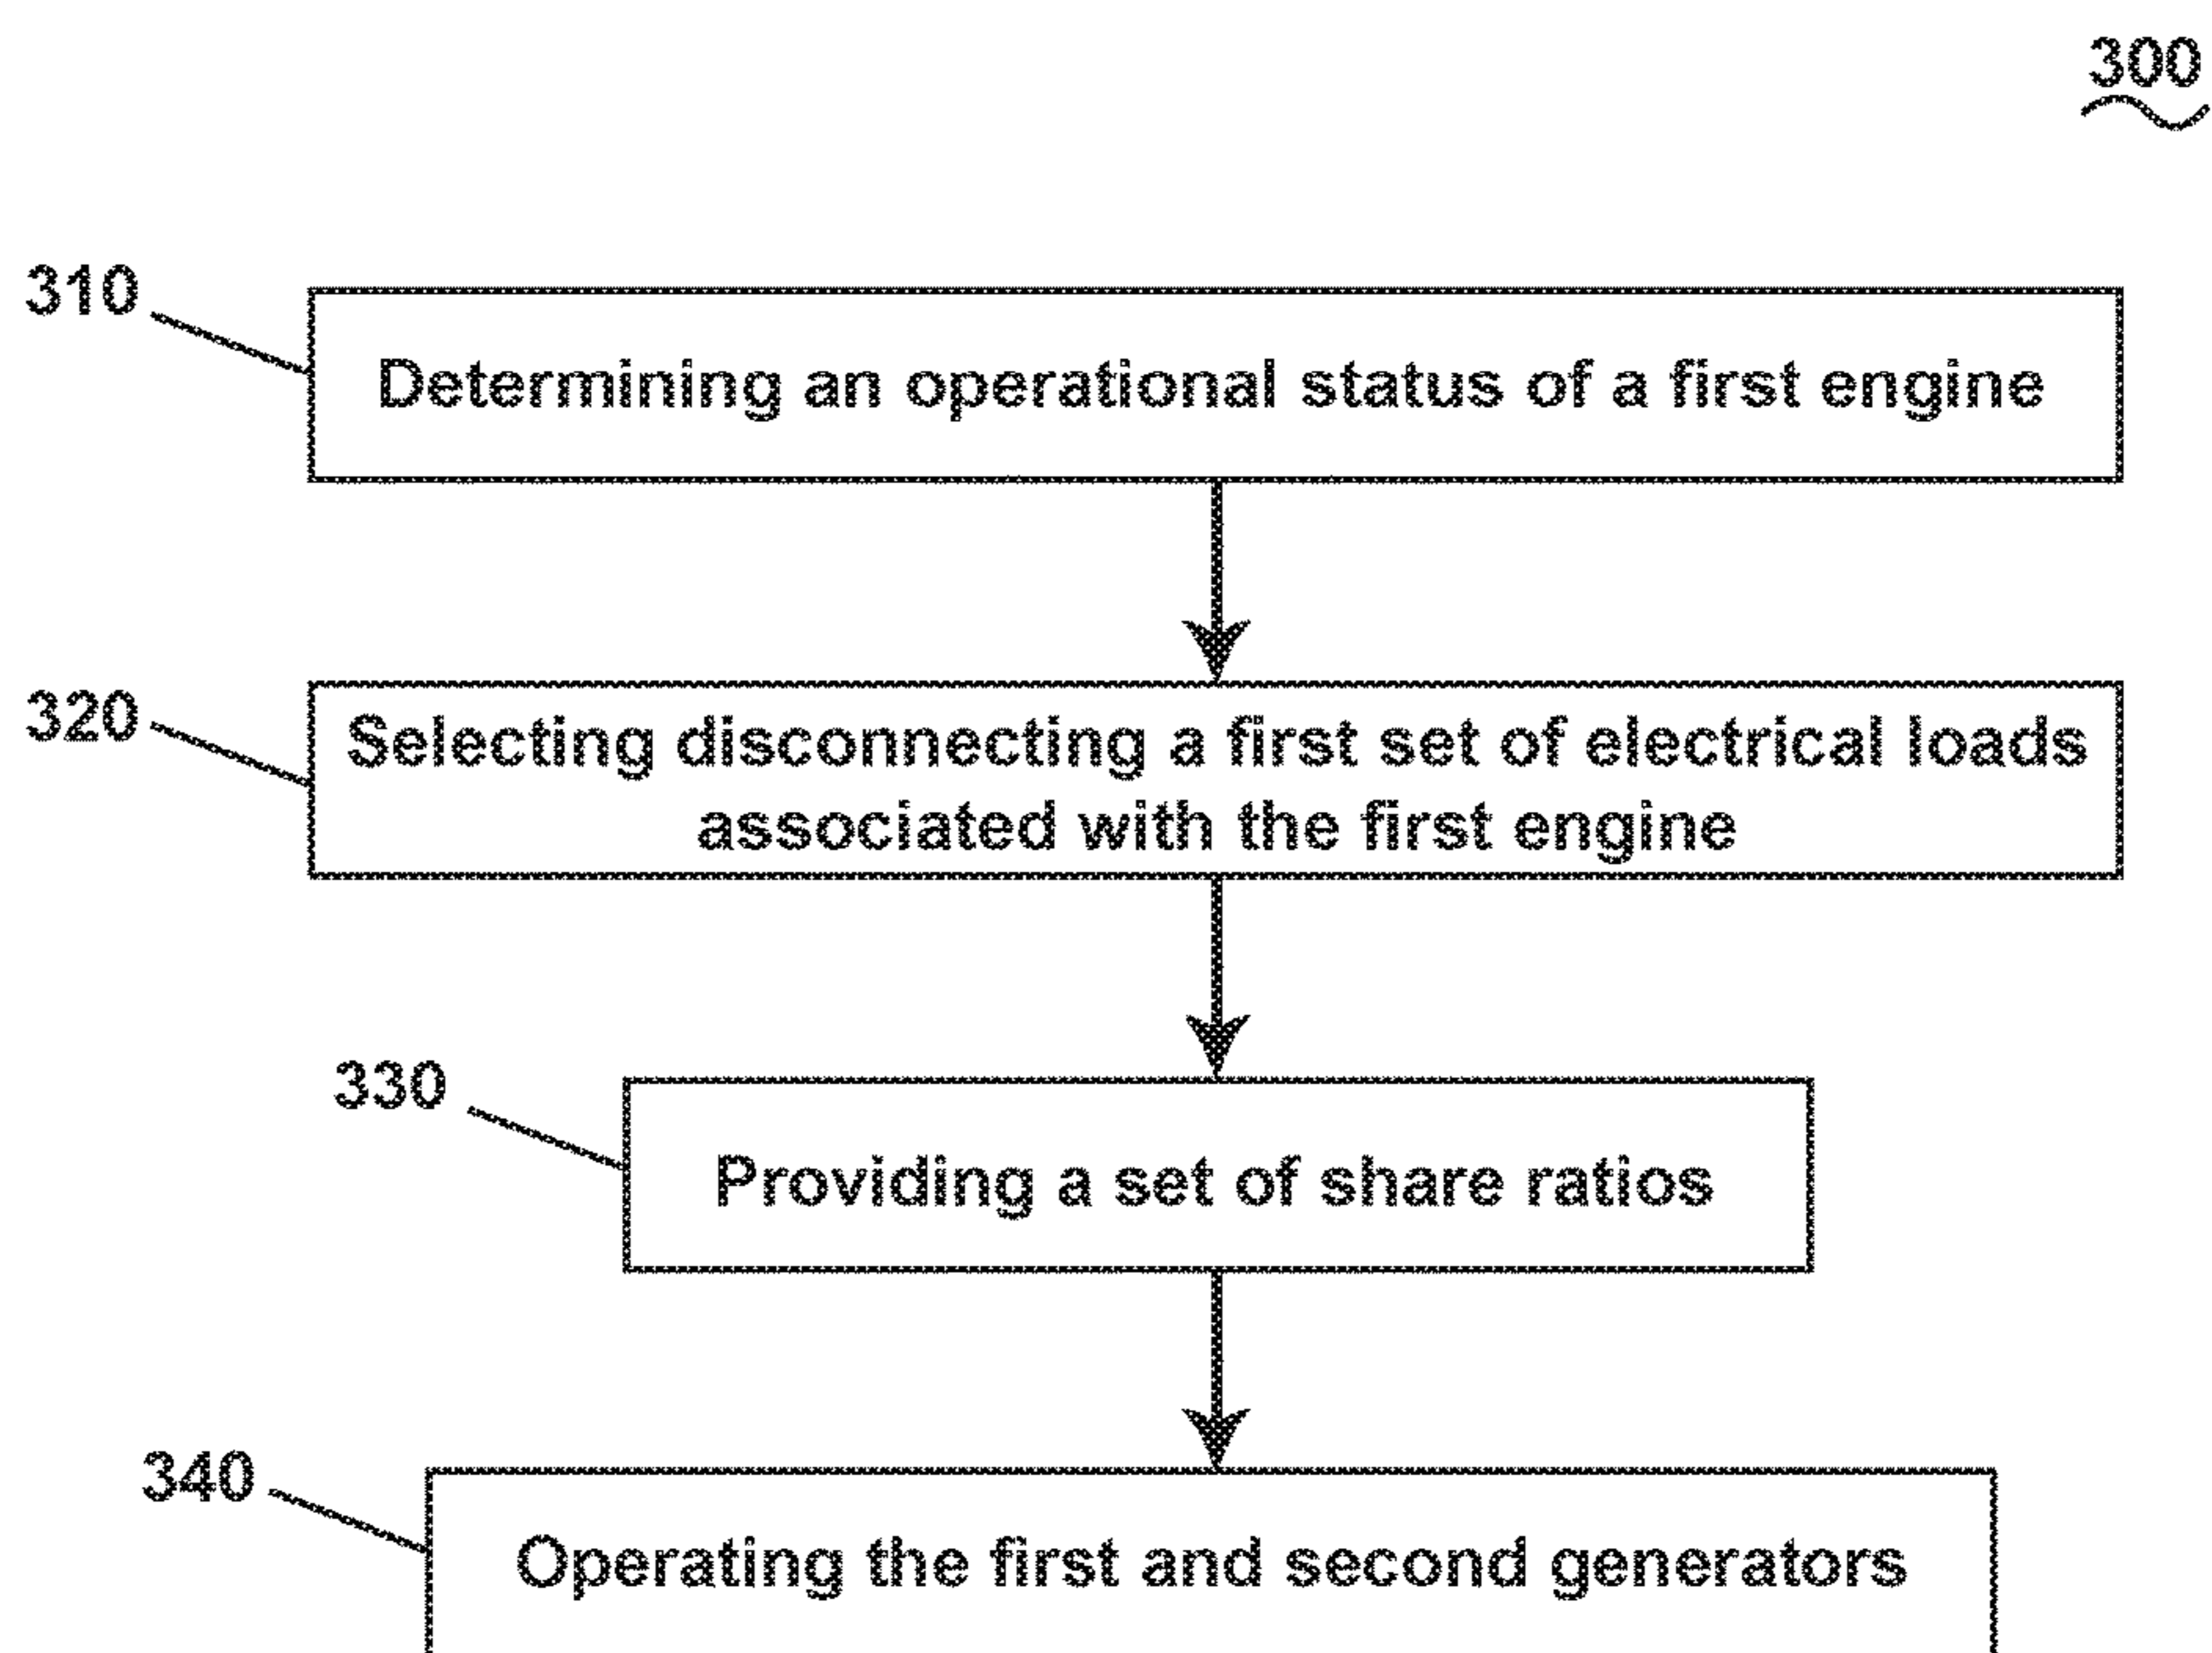 300
310
Determining an operational status of a first engine
320
Selecting disconnecting a first set of electrical loads
associated with the first engine
330
Providing a set of share ratios
340
Operating the first and second generators